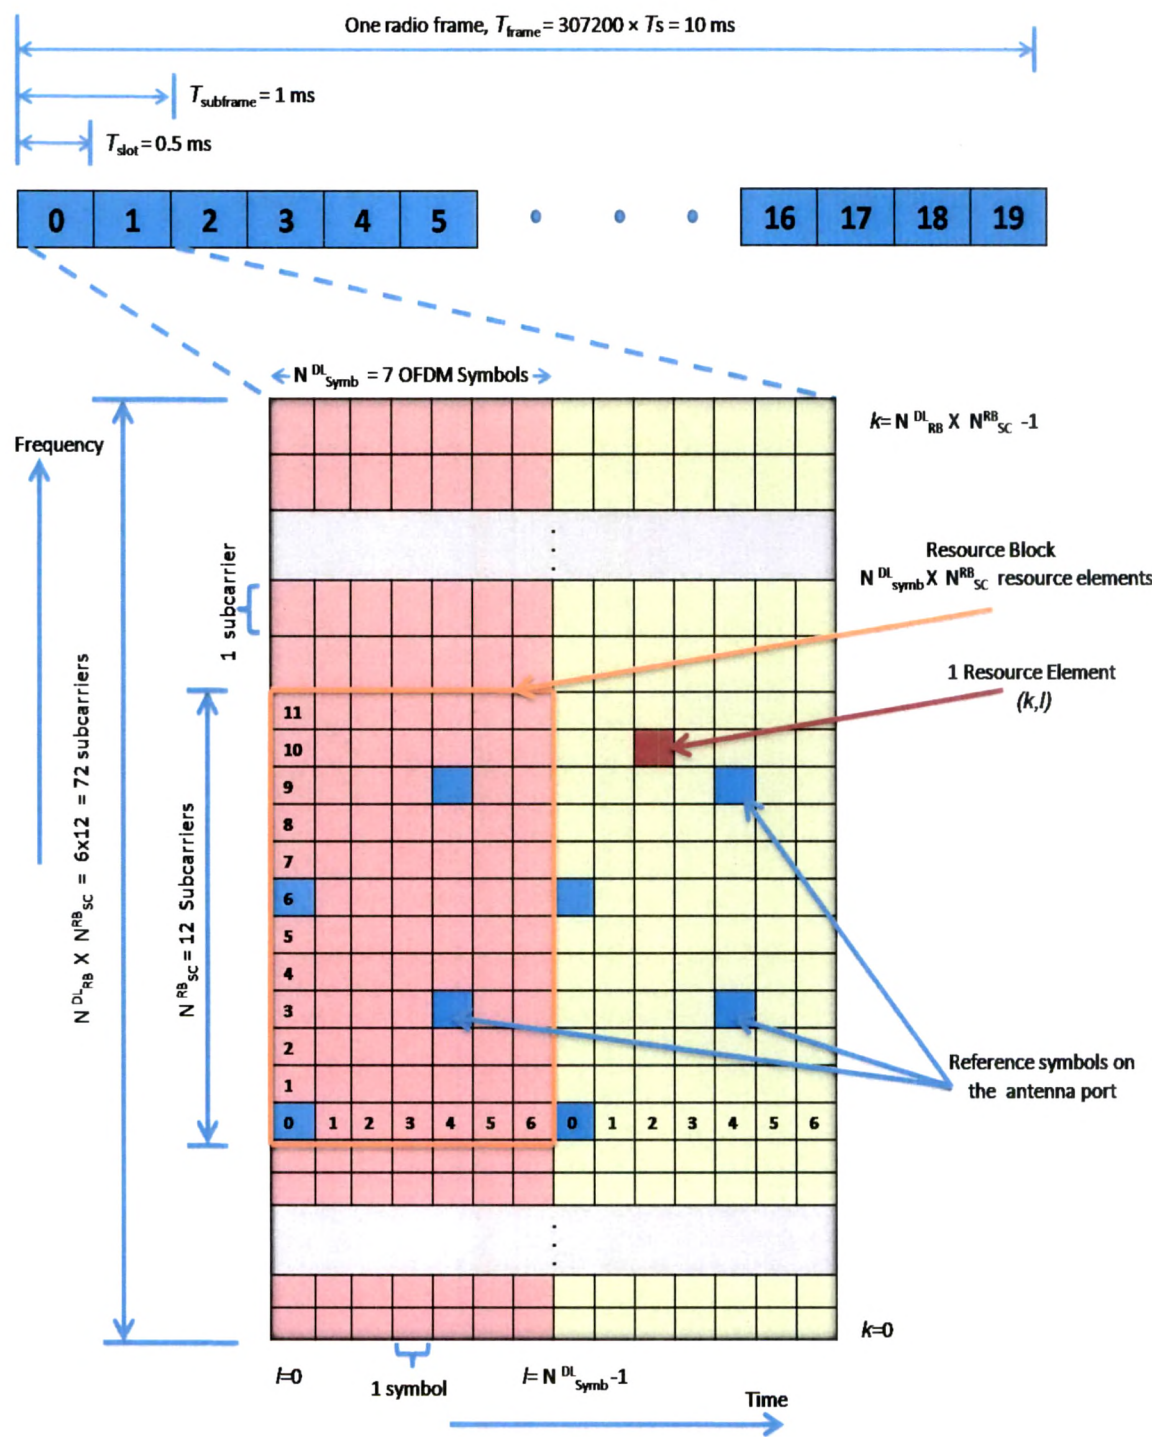 One radio frame, Tframe = 307200 × Ts = 10 ms
Tsubframe = 1 ms
Tslot = 0.5 ms
0 1 2 3 4 5 16 17 18 19
N DL Symb = 7 OFDM Symbols
k= N DL RB X N RB SC -1
Frequency
Resource Block
N DL symb X N RB SC resource elements
1 subcarrier
1 Resource Element
(k,l)
N DL RB X N RB SC = 6x12 = 72 subcarriers
N RB SC = 12 Subcarriers
11
10
9
8
7
6
5
4
3
2
1
0 1 2 3 4 5 6 0 1 2 3 4 5 6
Reference symbols on
the antenna port
k=0
l=0
1 symbol
l= N DL Symb -1
Time